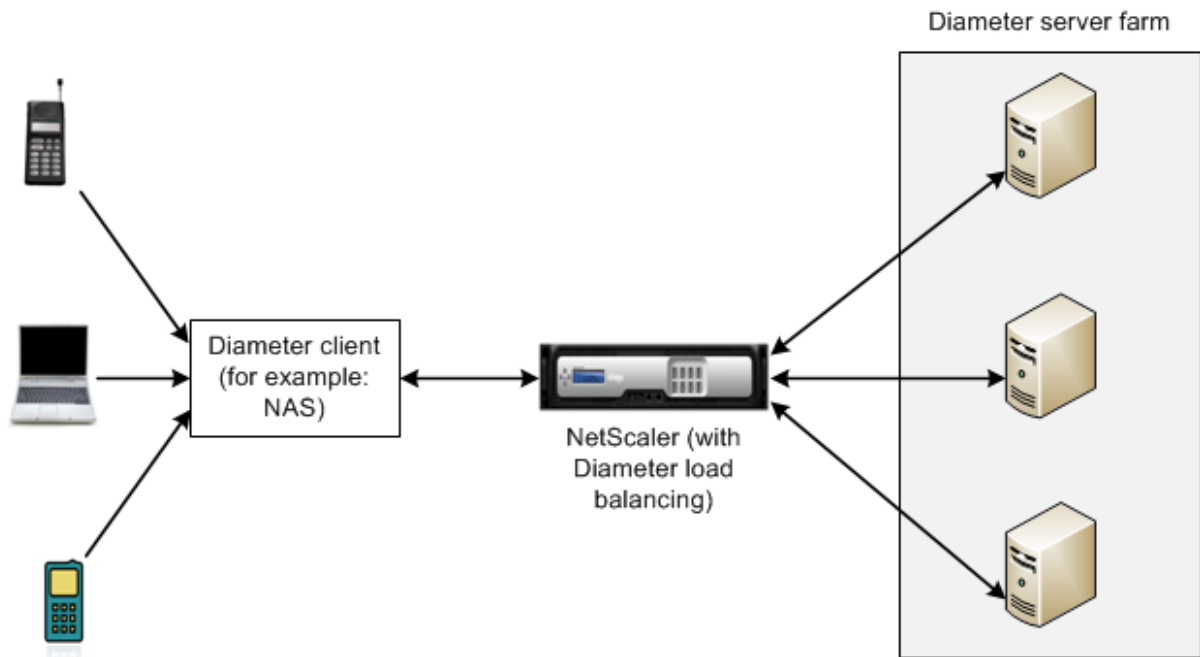 Diameter server farm
Diameter client
(for example:
NAS)
NetScaler (with
Diameter load
balancing)